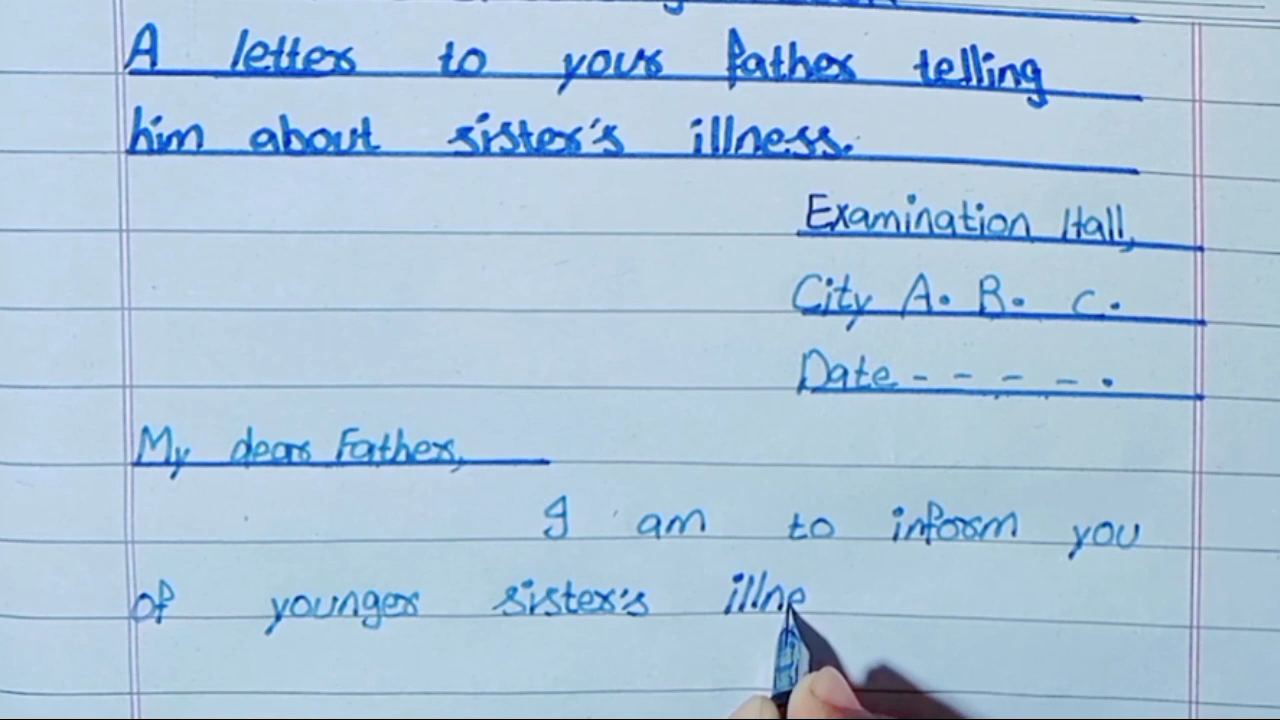 A letter to your father telling
him about sister's illness.
Examination Hall,
City A. B. C.
Date - - - - - .
My dear Father,
I am to inform you
of younger sister's illne